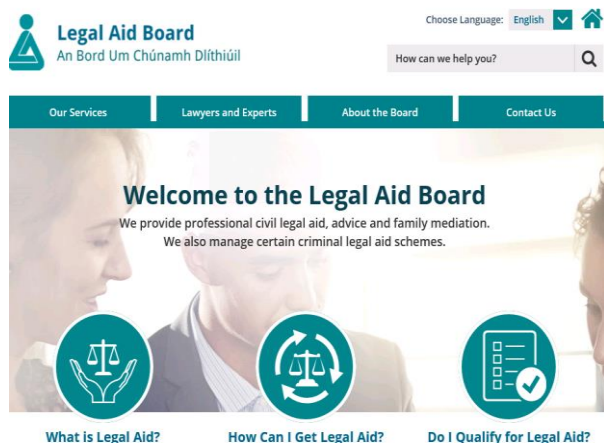 Legal Aid Board
An Bord Um Chúnamh Dlíthiúil
Choose Language: English
How can we help you?
Our Services Lawyers and Experts About the Board Contact Us
Welcome to the Legal Aid Board
We provide professional civil legal aid, advice and family mediation.
We also manage certain criminal legal aid schemes.
What is Legal Aid? How Can I Get Legal Aid? Do I Qualify for Legal Aid?